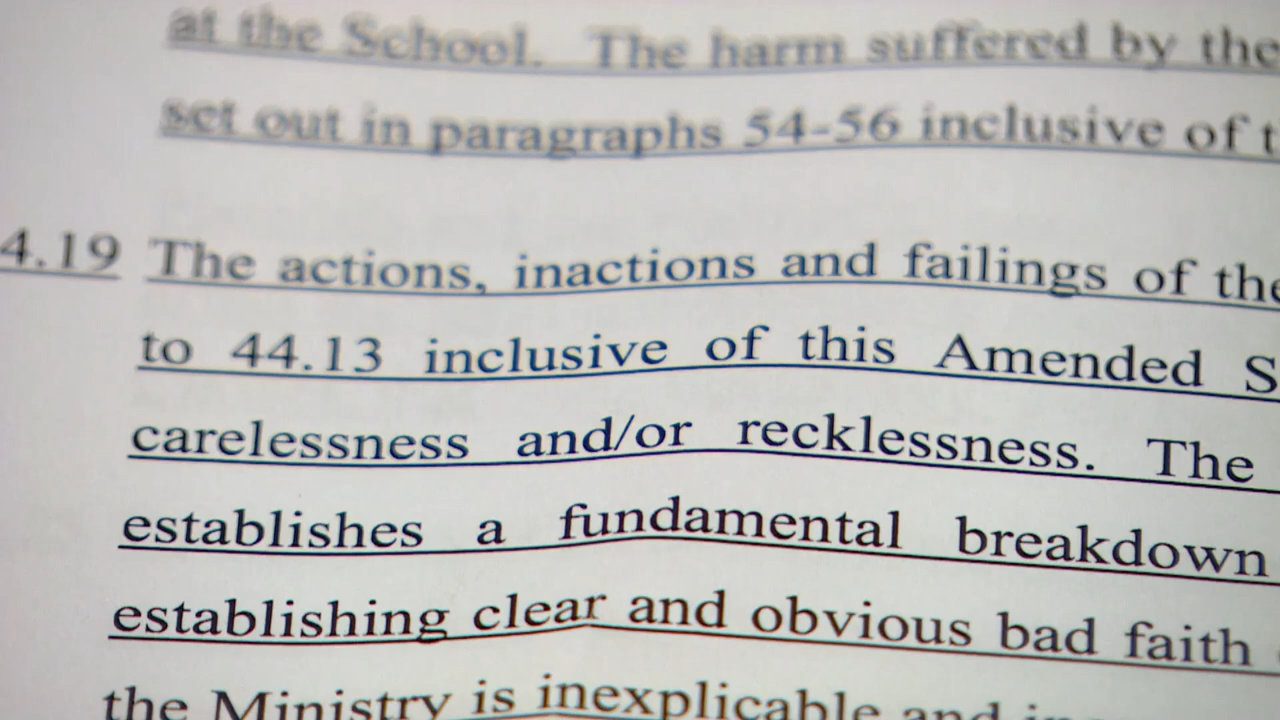 at the School. The harm suffered by the
set out in paragraphs 54-56 inclusive of t
4.19 The actions, inactions and failings of the
to 44.13 inclusive of this Amended S
carelessness and/or recklessness. The
establishes a fundamental breakdown
establishing clear and obvious bad faith
the Ministry is inexplicable and